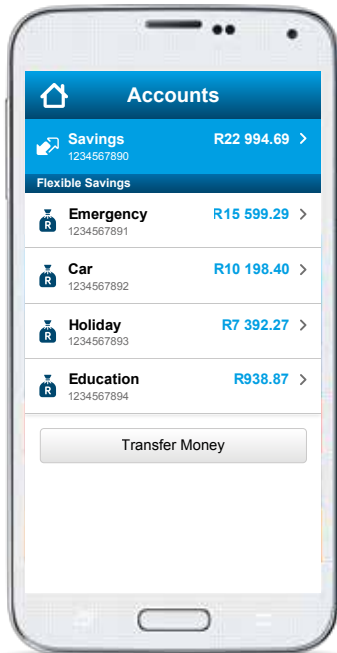 Accounts
Savings R22 994.69
1234567890
Flexible Savings
Emergency R15 599.29
1234567891
Car R10 198.40
1234567892
Holiday R7 392.27
1234567893
Education R938.87
1234567894
Transfer Money